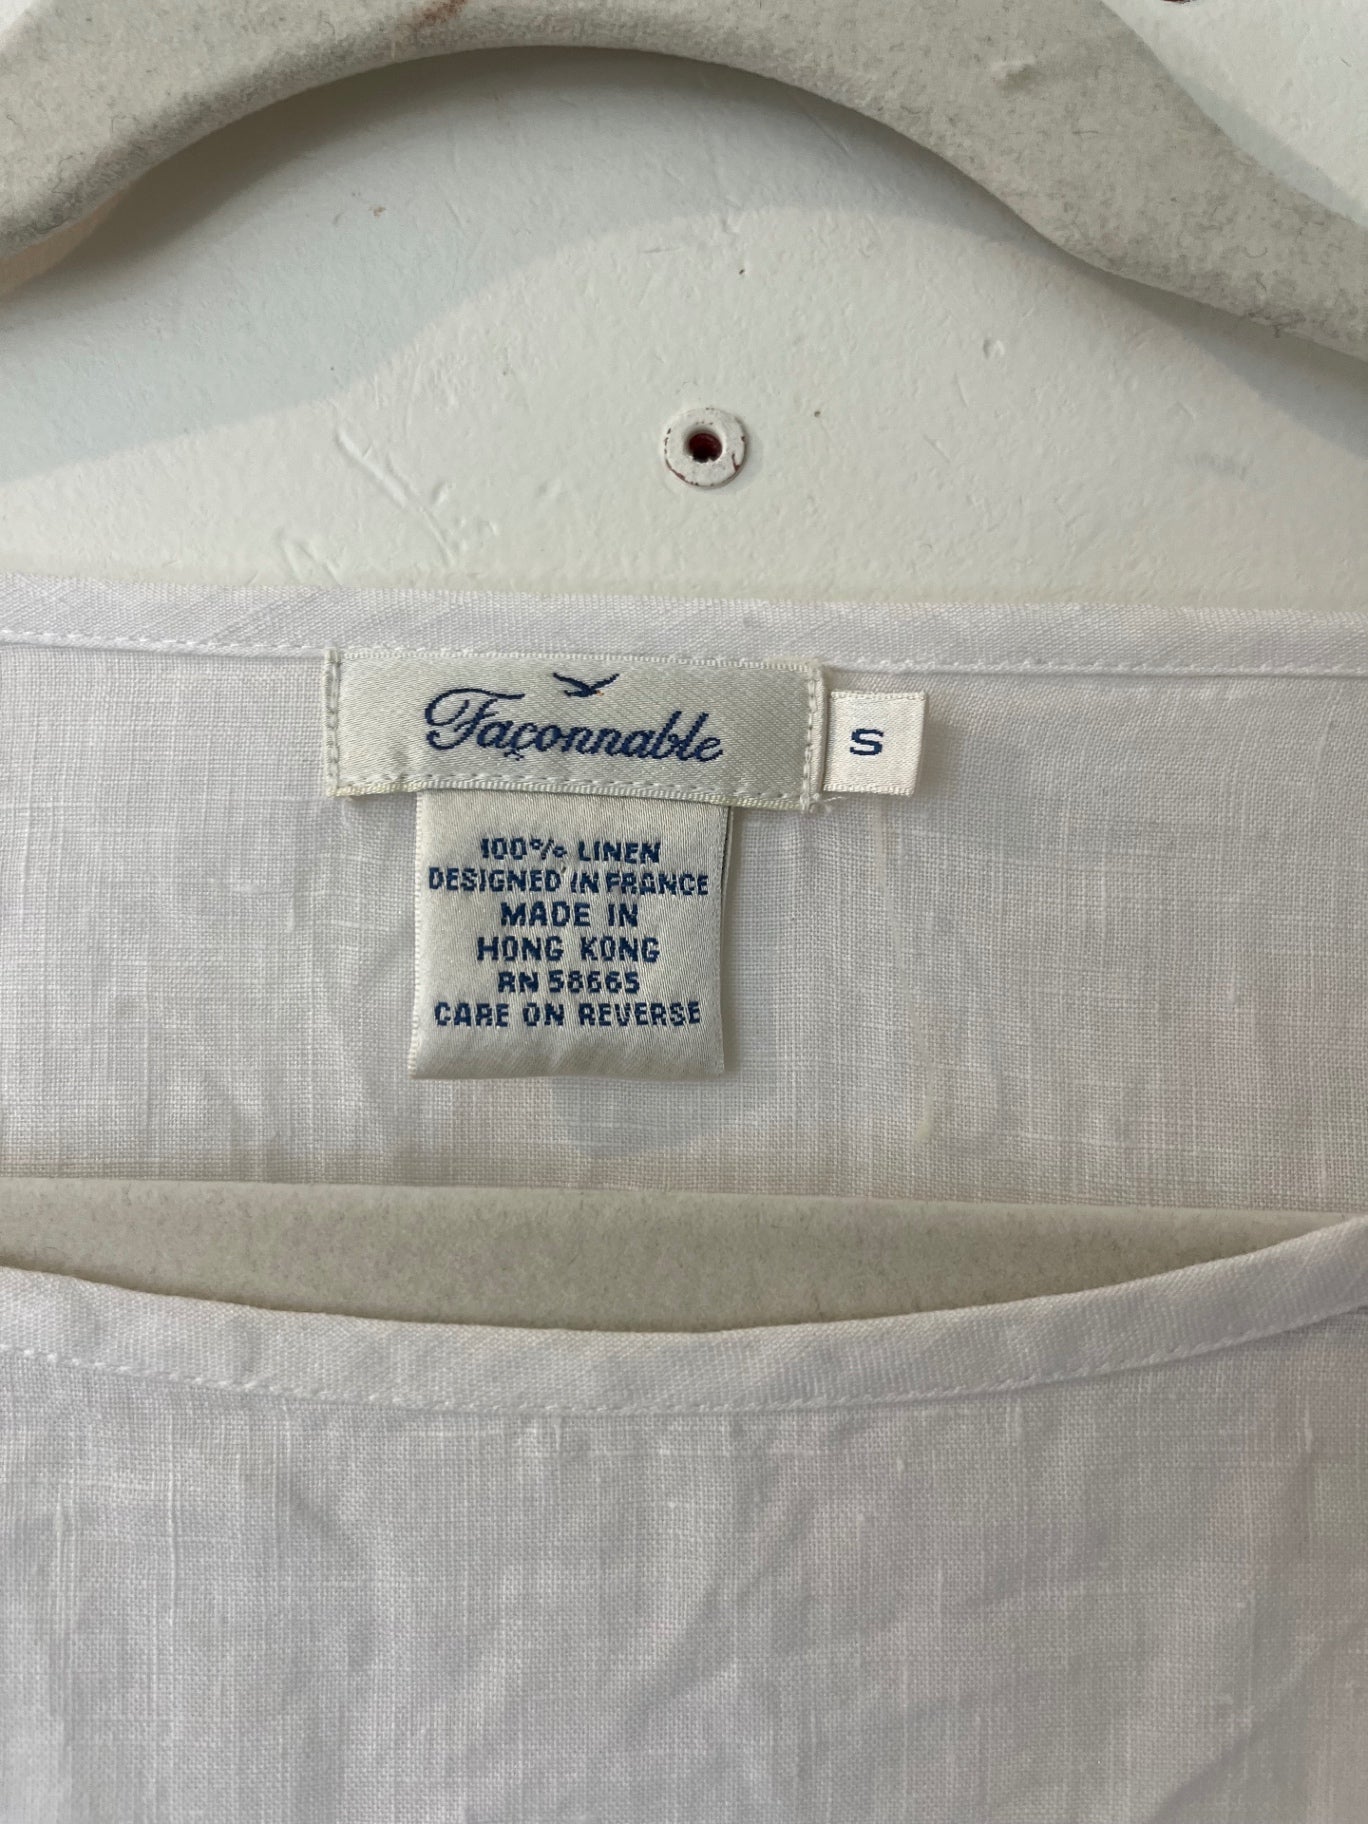 Façonnable
S
100% LINEN
DESIGNED IN FRANCE
MADE IN
HONG KONG
RN 58665
CARE ON REVERSE